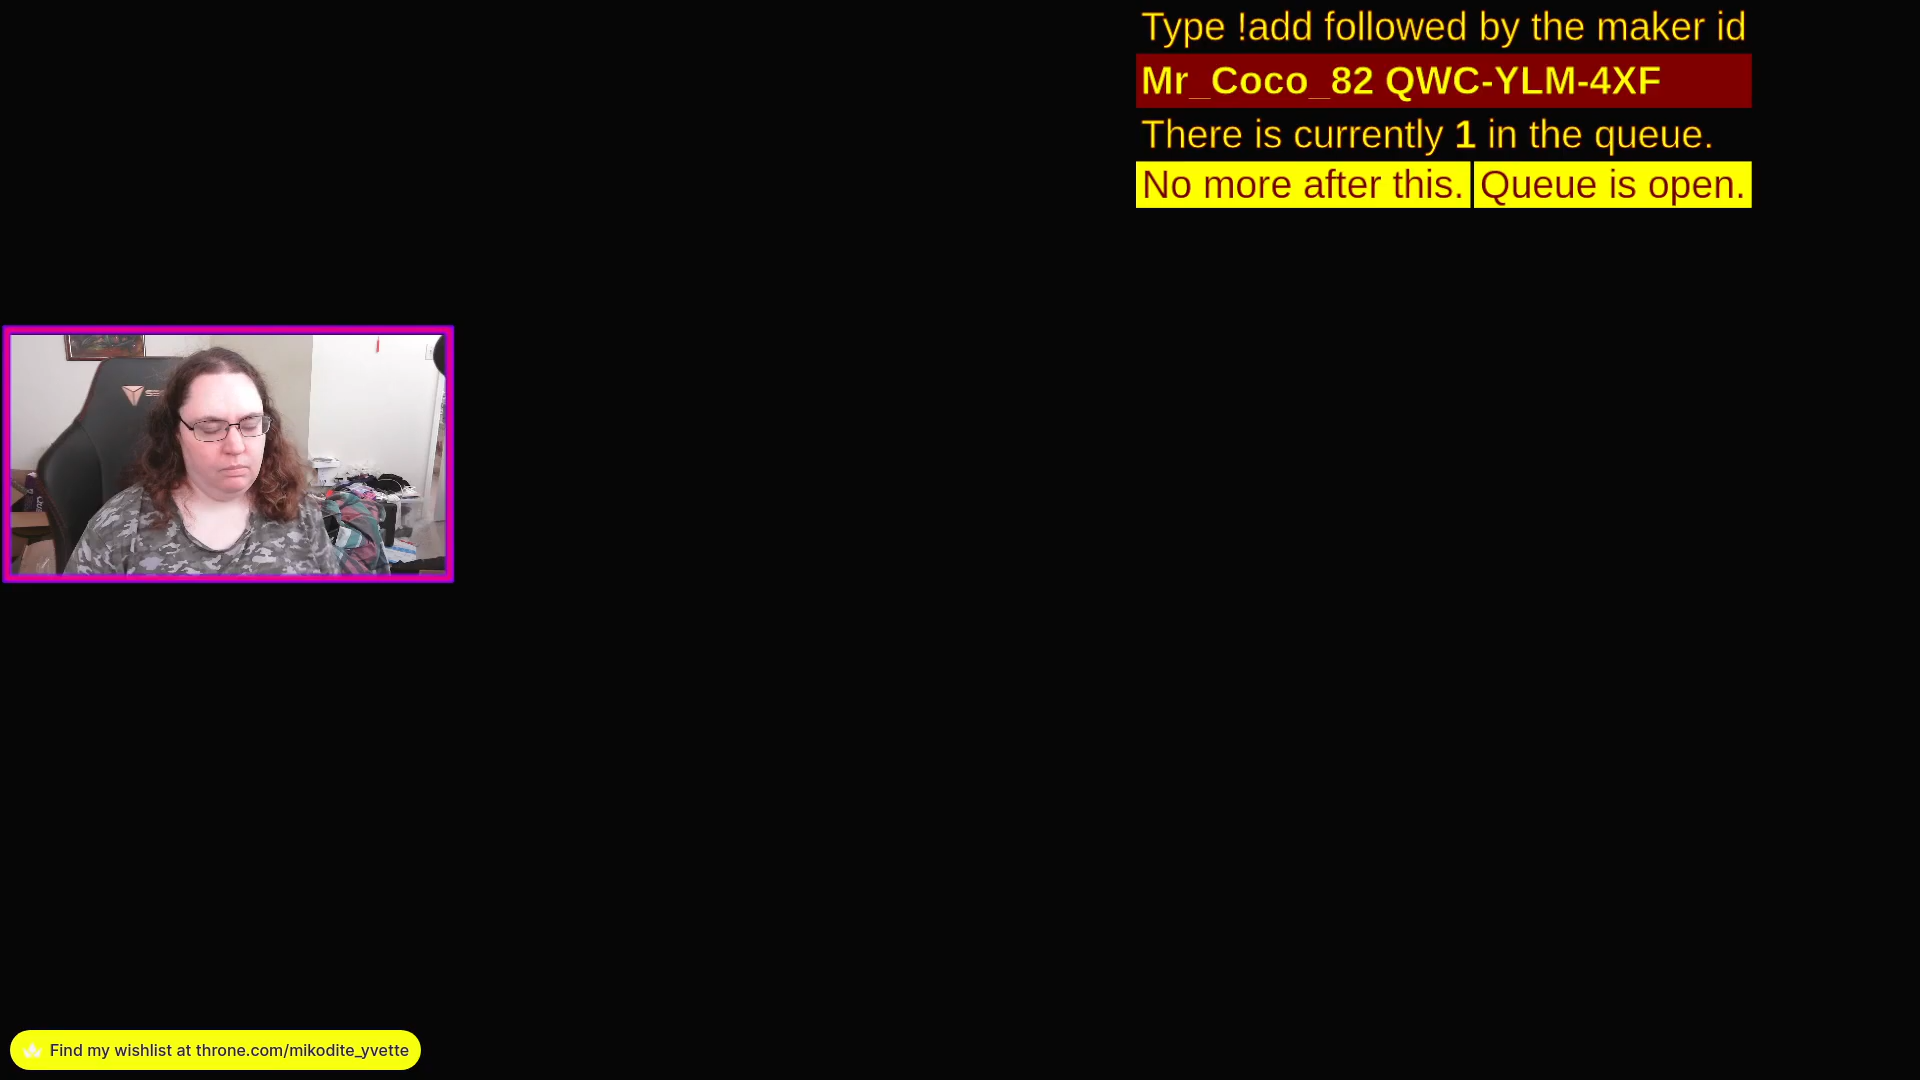 Type !add followed by the maker id
Mr_Coco_82 QWC-YLM-4XF
There is currently 1 in the queue.
No more after this. Queue is open.
Find my wishlist at throne.com/mikodite_yvette